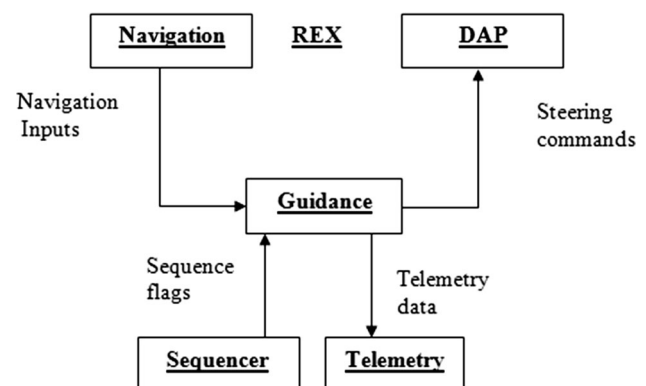 Navigation
REX
DAP
Navigation
Inputs
Steering
commands
Guidance
Sequence
flags
Telemetry
data
Sequencer
Telemetry